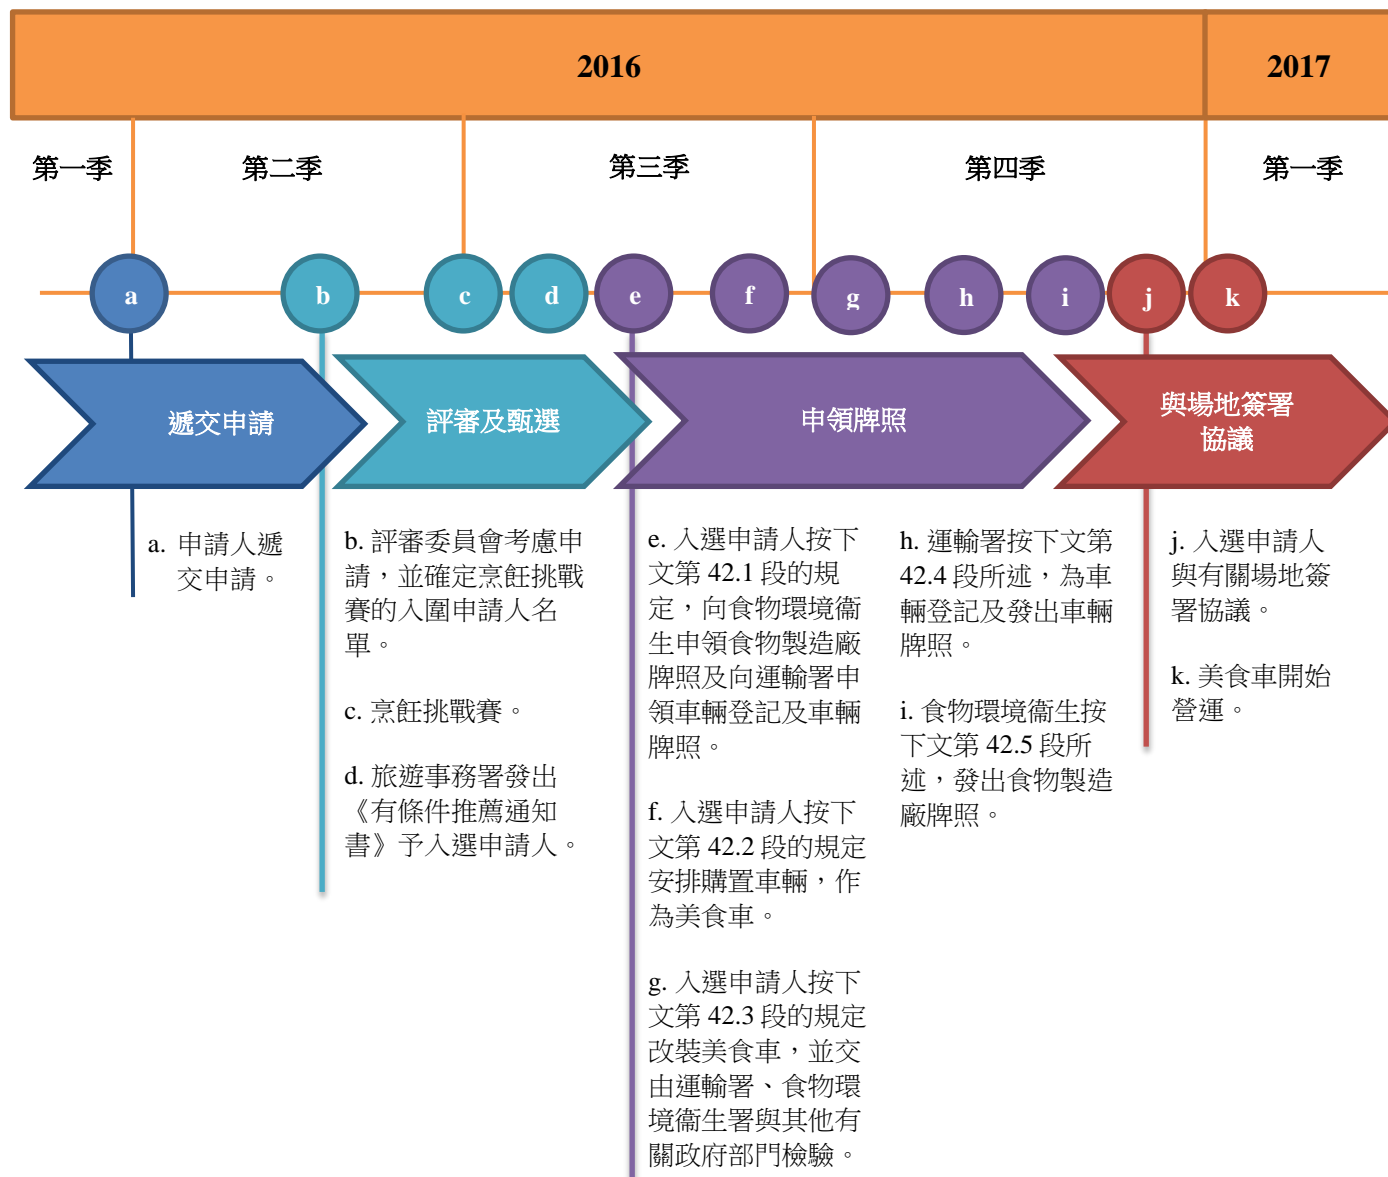 2016
2017
第一季
第二季
第三季
第四季
第一季
a
b
c
d
e
f
g
h
i
j
k
遞交申請
評審及甄選
申領牌照
與場地簽署
協議
a. 申請人遞
交申請。
b. 評審委員會考慮申
請，並確定烹飪挑戰
賽的入圍申請人名
單。
c. 烹飪挑戰賽。
d. 旅遊事務署發出
《有條件推薦通知
書》予入選申請人。
e. 入選申請人按下
文第 42.1 段的規
定，向食物環境衞
生申領食物製造廠
牌照及向運輸署申
領車輛登記及車輛
牌照。
f. 入選申請人按下
文第 42.2 段的規定
安排購置車輛，作
為美食車。
g. 入選申請人按下
文第 42.3 段的規定
改裝美食車，並交
由運輸署、食物環
境衞生署與其他有
關政府部門檢驗。
h. 運輸署按下文第
42.4 段所述，為車
輛登記及發出車輛
牌照。
i. 食物環境衞生按
下文第 42.5 段所
述，發出食物製造
廠牌照。
j. 入選申請人
與有關場地簽
署協議。
k. 美食車開始
營運。